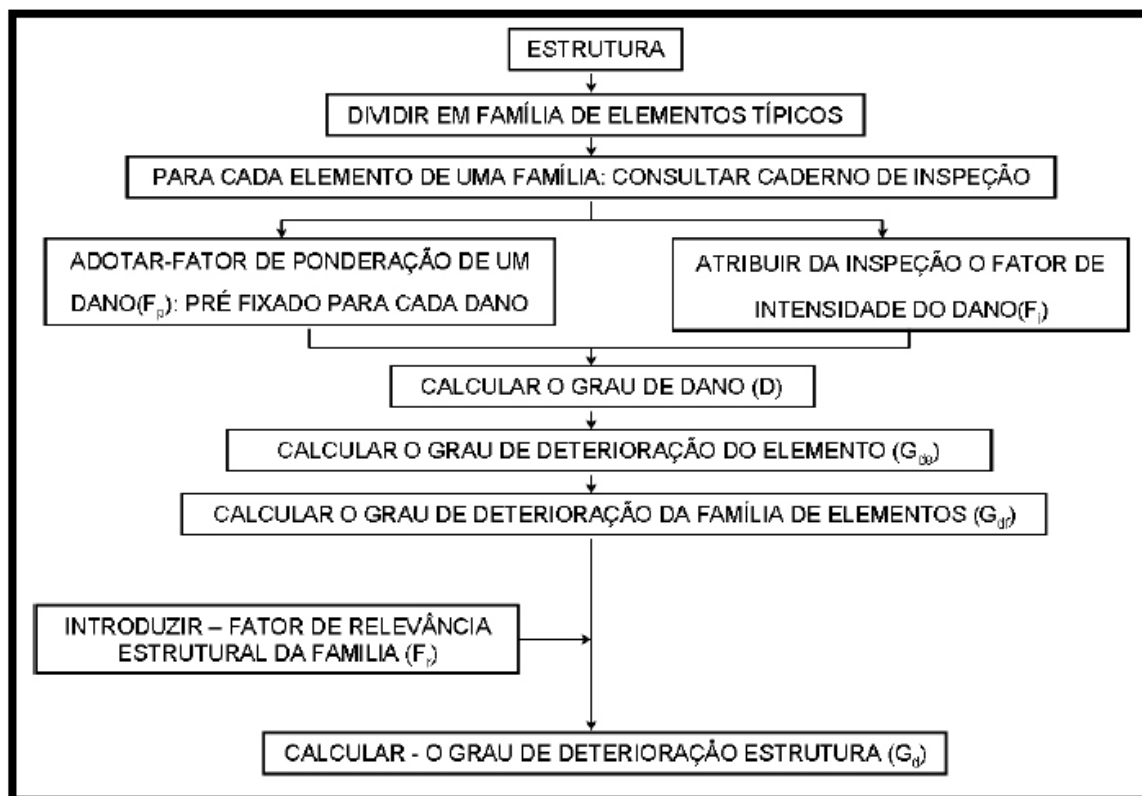 ESTRUTURA
DIVIDIR EM FAMÍLIA DE ELEMENTOS TÍPICOS
PARA CADA ELEMENTO DE UMA FAMÍLIA: CONSULTAR CADERNO DE INSPEÇÃO
ADOTAR-FATOR DE PONDERAÇÃO DE UM
DANO(Fp): PRÉ FIXADO PARA CADA DANO
ATRIBUIR DA INSPEÇÃO O FATOR DE
INTENSIDADE DO DANO(Fi)
CALCULAR O GRAU DE DANO (D)
CALCULAR O GRAU DE DETERIORAÇÃO DO ELEMENTO (Gde)
CALCULAR O GRAU DE DETERIORAÇÃO DA FAMÍLIA DE ELEMENTOS (Gdf)
INTRODUZIR – FATOR DE RELEVÂNCIA
ESTRUTURAL DA FAMILIA (Fr)
CALCULAR - O GRAU DE DETERIORAÇÃO ESTRUTURA (Gd)